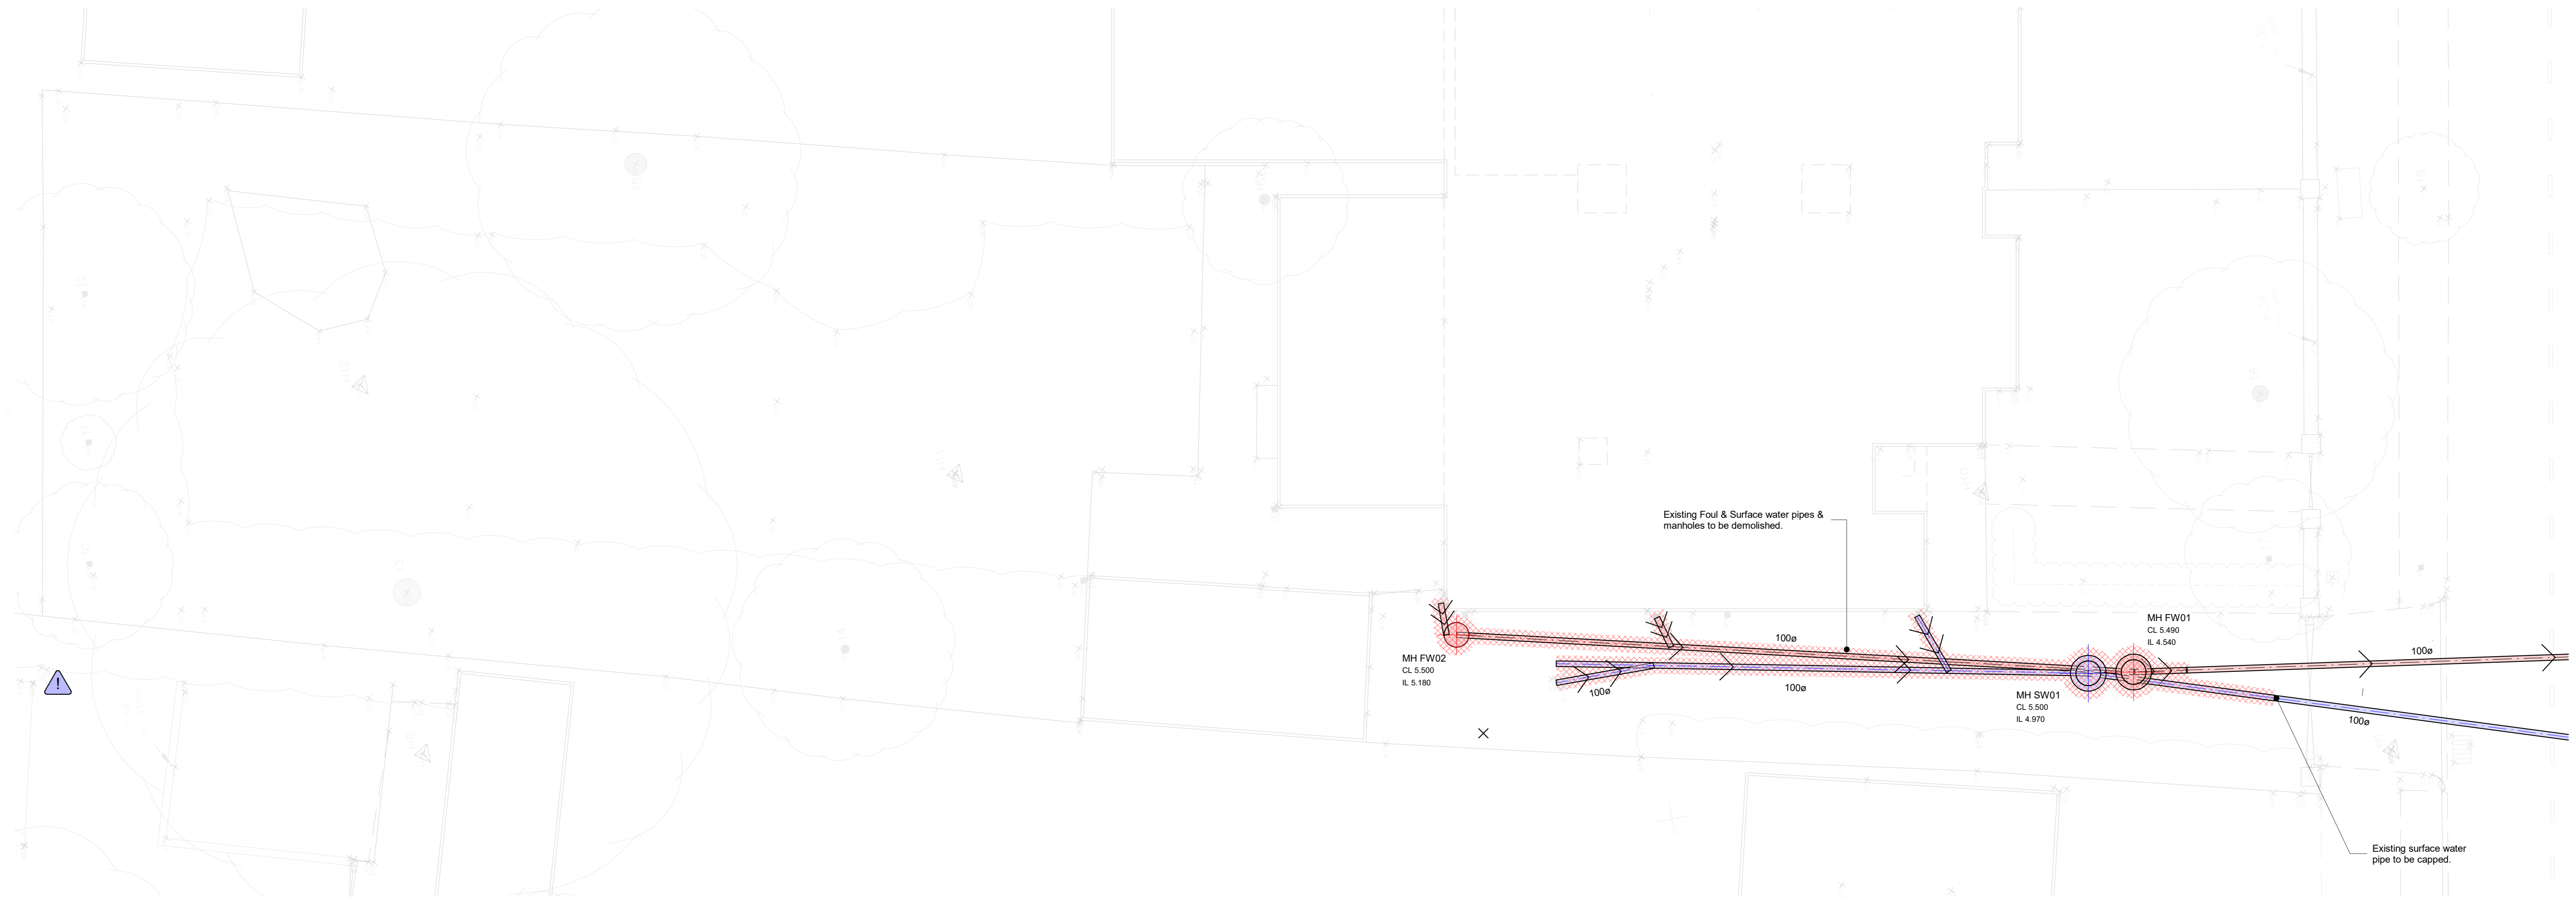 Existing Foul & Surface water pipes &
manholes to be demolished.
MH FW01
CL 5.490
IL 4.540
100ø
100ø
MH FW02
CL 5.500
IL 5.180
100ø
100ø
MH SW01
CL 5.500
IL 4.970
100ø
Existing surface water
pipe to be capped.
!